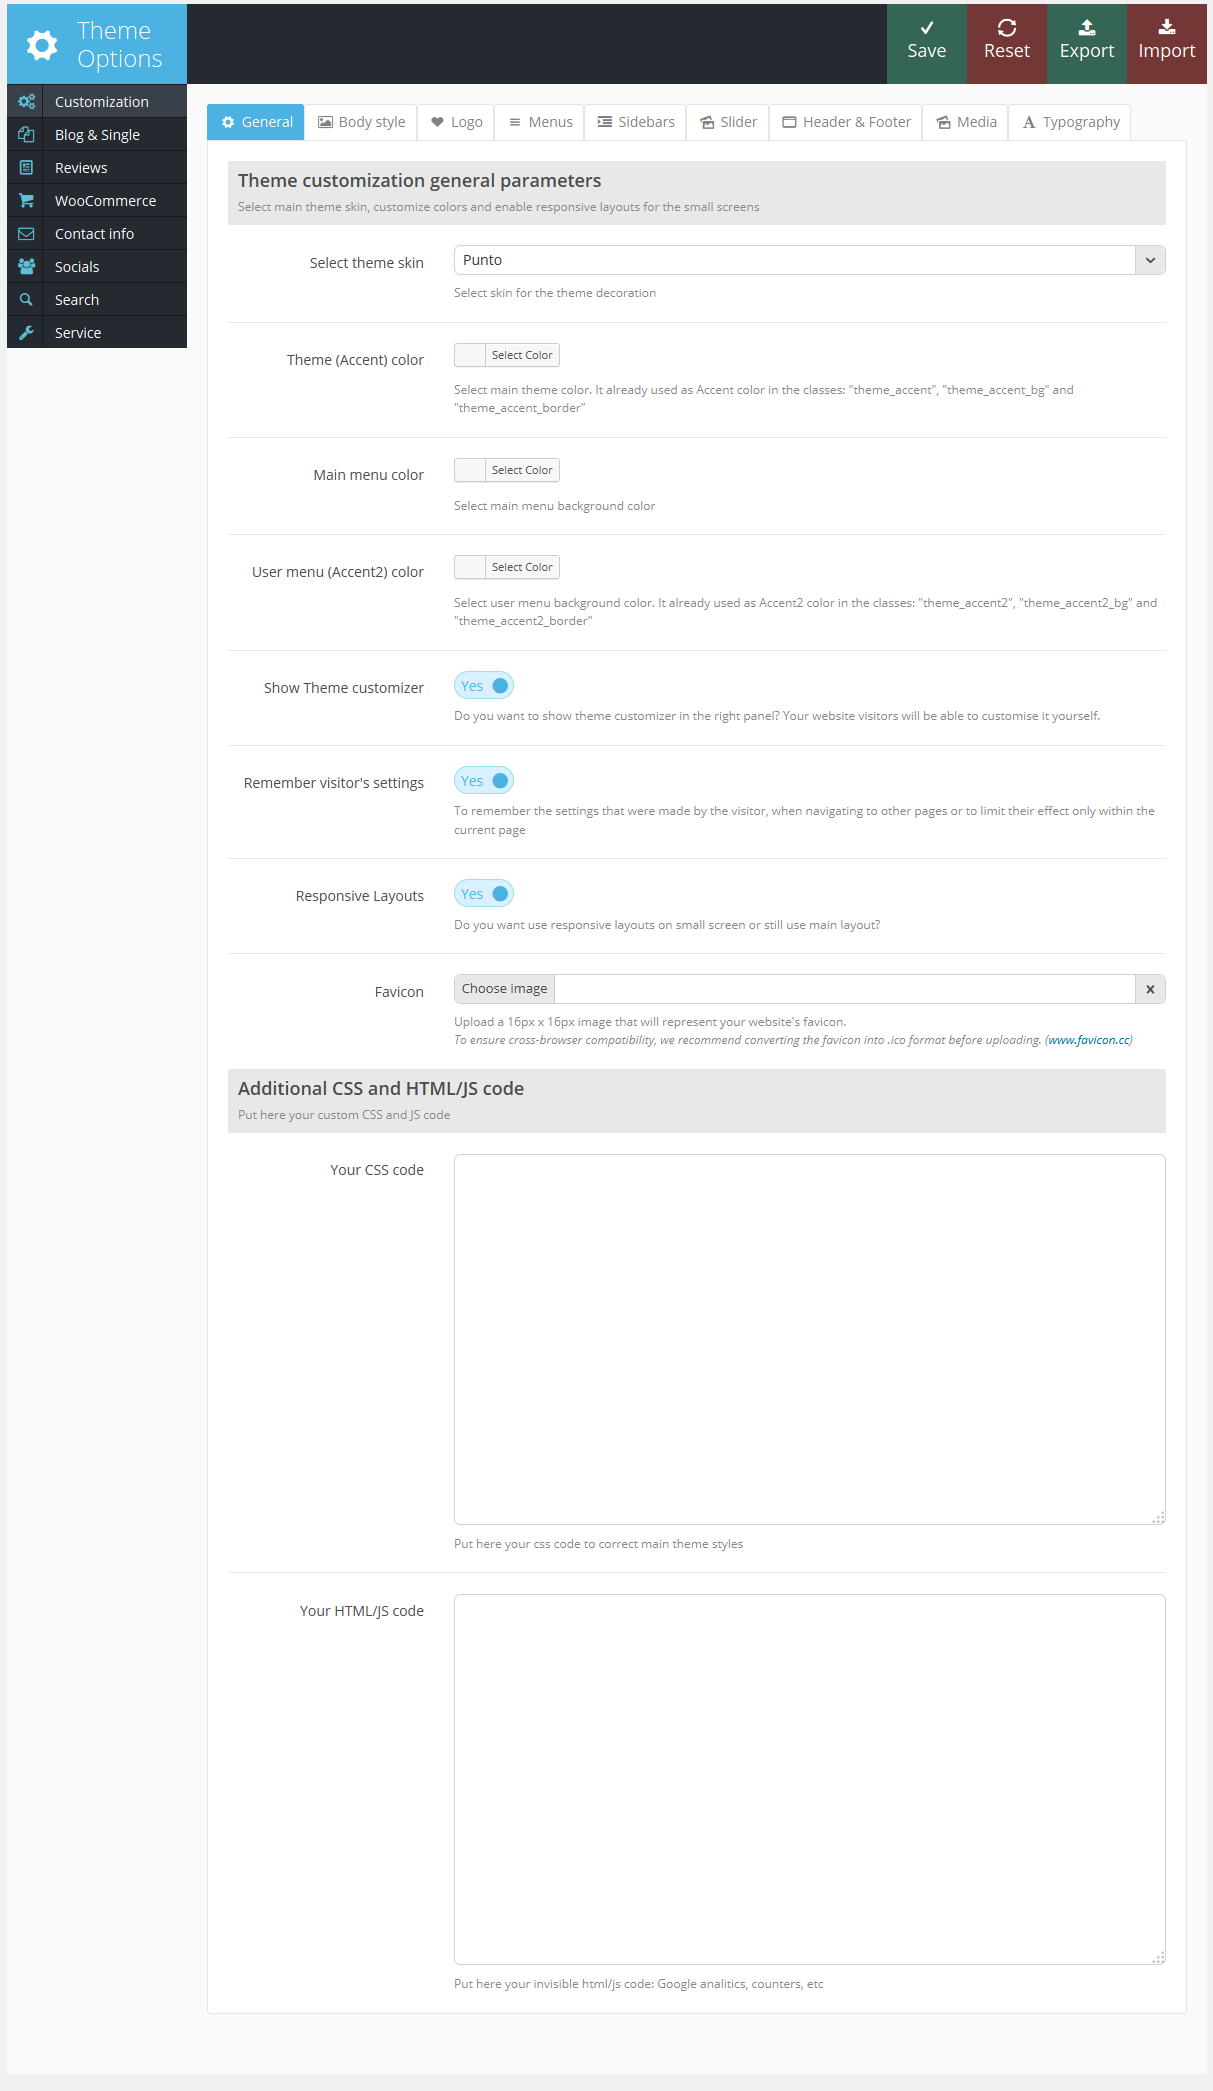 Theme
Options
Save
Reset
Export
Import
Customization
Blog & Single
Reviews
WooCommerce
Contact info
Socials
Search
Service
General
Body style
Logo
Menus
Sidebars
Slider
Header & Footer
Media
Typography
Theme customization general parameters
Select main theme skin, customize colors and enable responsive layouts for the small screens
Select theme skin
Punto
Select skin for the theme decoration
Theme (Accent) color
Select Color
Select main theme color. It already used as Accent color in the classes: "theme_accent", "theme_accent_bg" and
"theme_accent_border"
Main menu color
Select Color
Select main menu background color
User menu (Accent2) color
Select Color
Select user menu background color. It already used as Accent2 color in the classes: "theme_accent2", "theme_accent2_bg" and
"theme_accent2_border"
Show Theme customizer
Yes
Do you want to show theme customizer in the right panel? Your website visitors will be able to customise it yourself.
Remember visitor's settings
Yes
To remember the settings that were made by the visitor, when navigating to other pages or to limit their effect only within the
current page
Responsive Layouts
Yes
Do you want use responsive layouts on small screen or still use main layout?
Favicon
Choose image
x
Upload a 16px x 16px image that will represent your website's favicon.
To ensure cross-browser compatibility, we recommend converting the favicon into .ico format before uploading. (www.favicon.cc)
Additional CSS and HTML/JS code
Put here your custom CSS and JS code
Your CSS code
Put here your css code to correct main theme styles
Your HTML/JS code
Put here your invisible html/js code: Google analitics, counters, etc